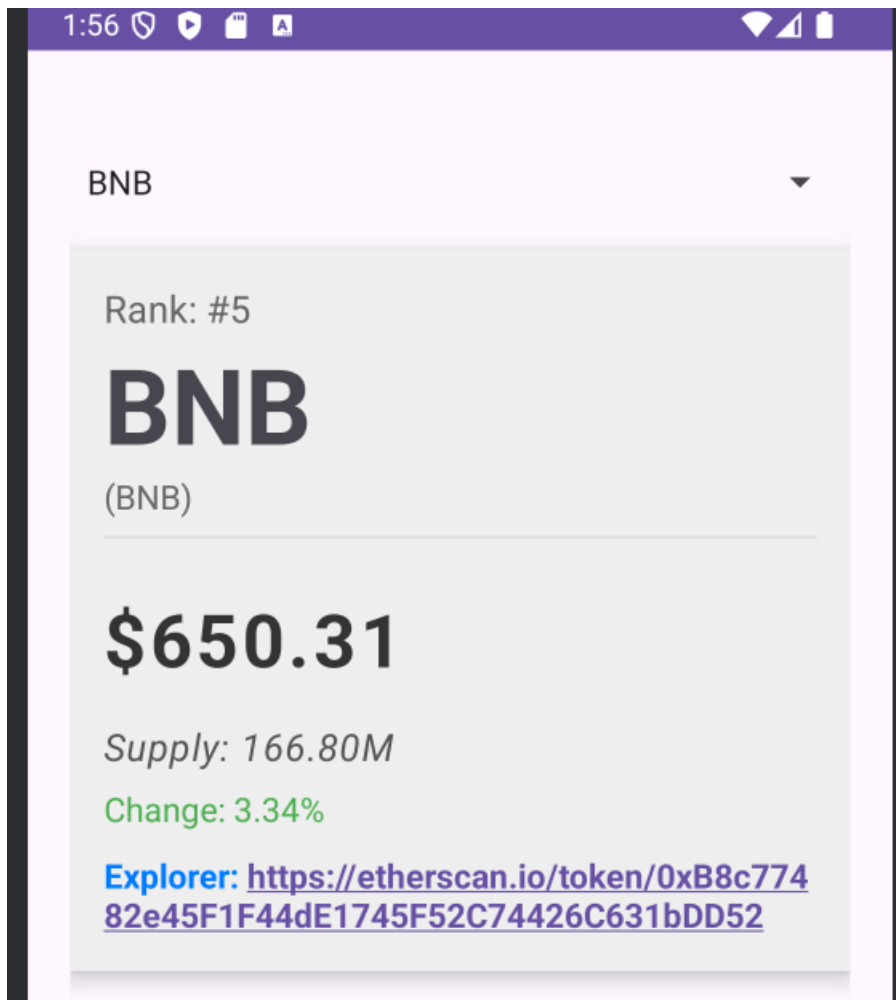 1:56
BNB
Rank: #5
BNB
(BNB)
$650.31
Supply: 166.80M
Change: 3.34%
Explorer: https://etherscan.io/token/0xB8c774
82e45F1F44dE1745F52C74426C631bDD52